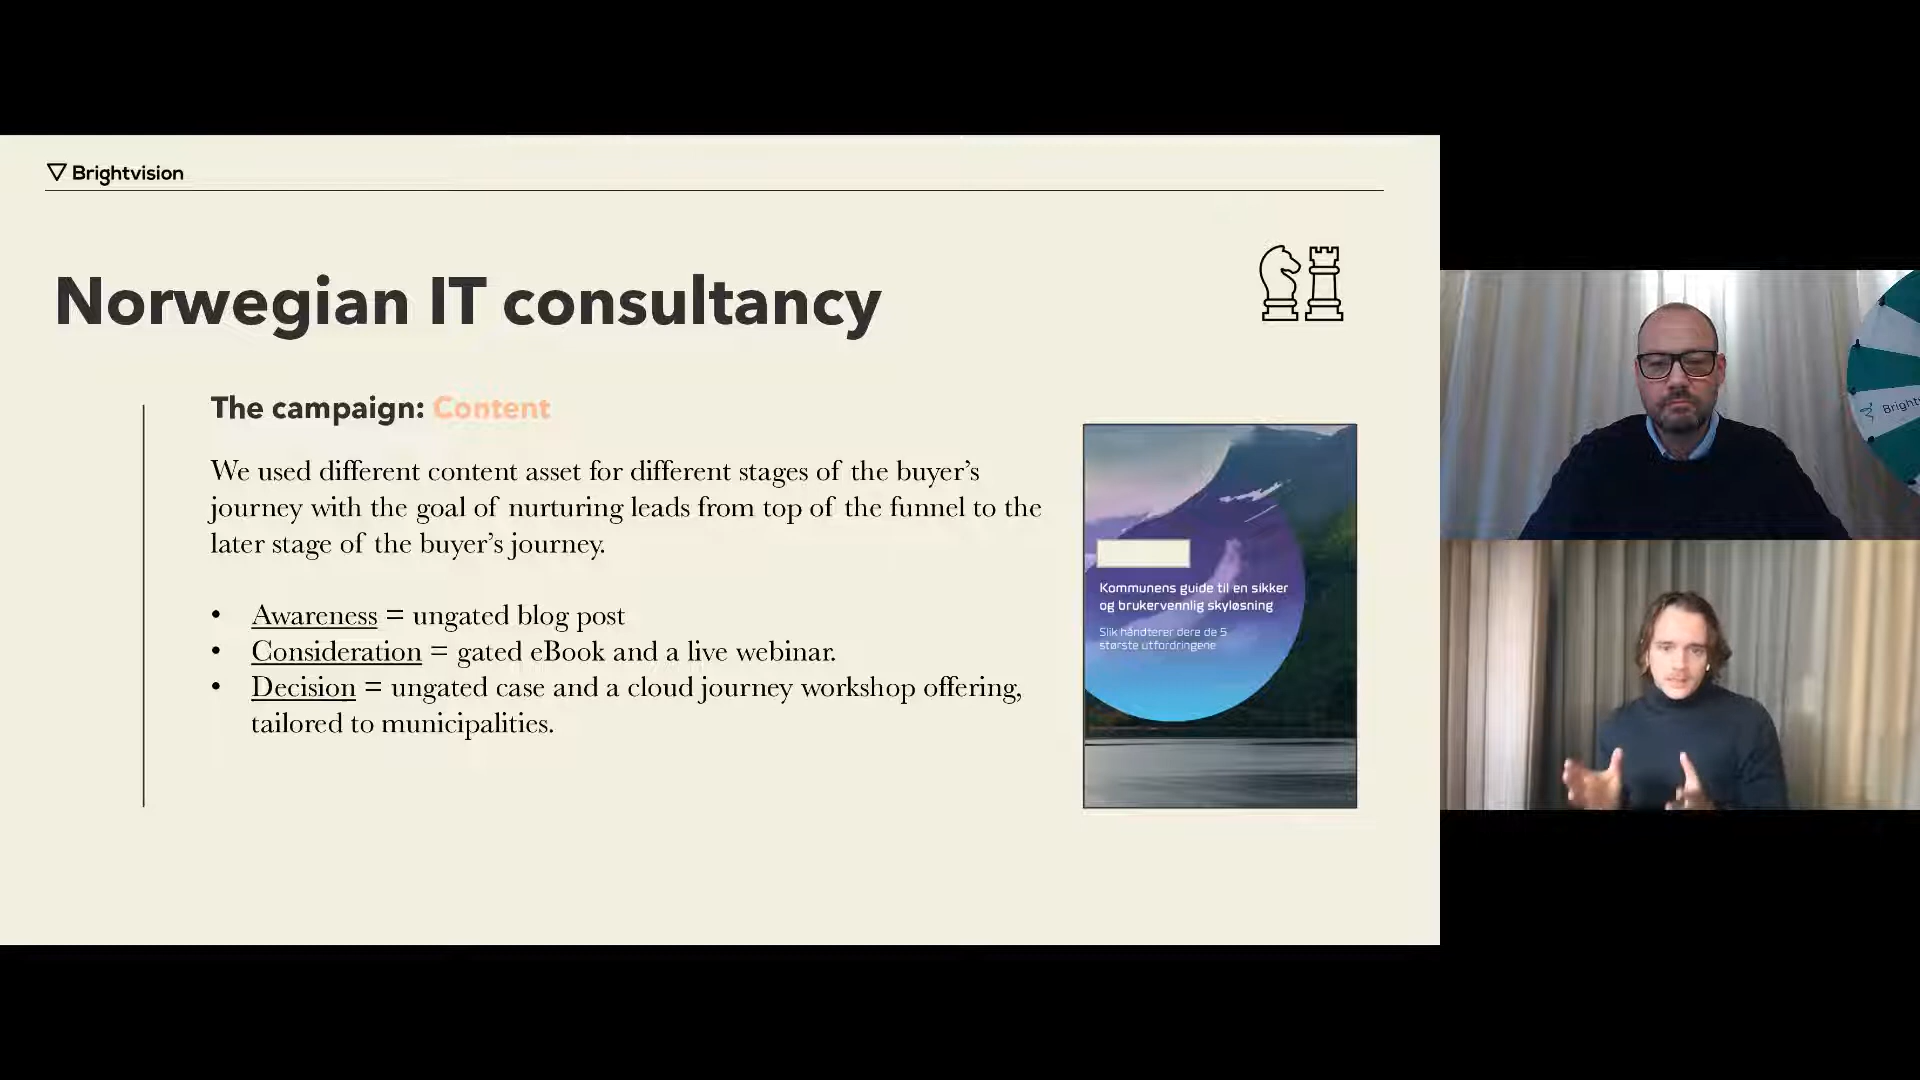 Brightvision
Norwegian IT consultancy
The campaign: Content
We used different content asset for different stages of the buyer’s
journey with the goal of nurturing leads from top of the funnel to the
later stage of the buyer’s journey.
• Awareness = ungated blog post
• Consideration = gated eBook and a live webinar.
• Decision = ungated case and a cloud journey workshop offering,
tailored to municipalities.
Kommunens guide til en sikker
og brukervennlig skyløsning
Slik håndterer dere de 5
største utfordringene